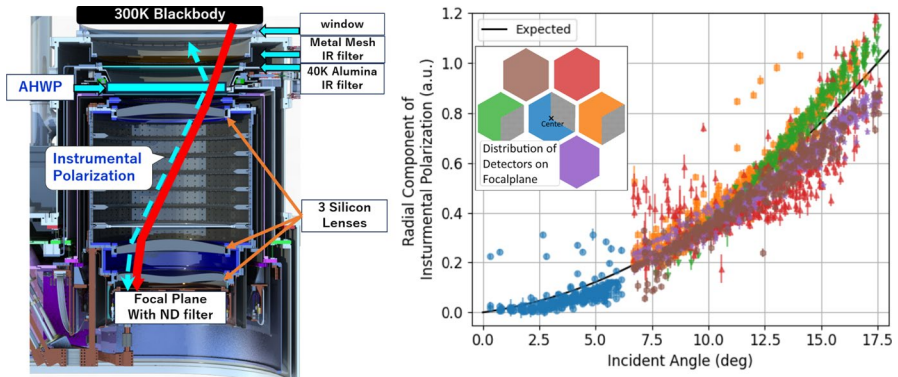 300K Blackbody
window
Metal Mesh
IR filter
40K Alumina
IR filter
AHWP
Instrumental
Polarization
3 Silicon
Lenses
Focal Plane
With ND filter
Radial Component of
Insturmental Polarization (a.u.)
1.2
1.0
0.8
0.6
0.4
0.2
0.0
Expected
Center
Distribution of
Detectors on
Focalplane
0.0
2.5
5.0
7.5
10.0
12.5
15.0
17.5
Incident Angle (deg)